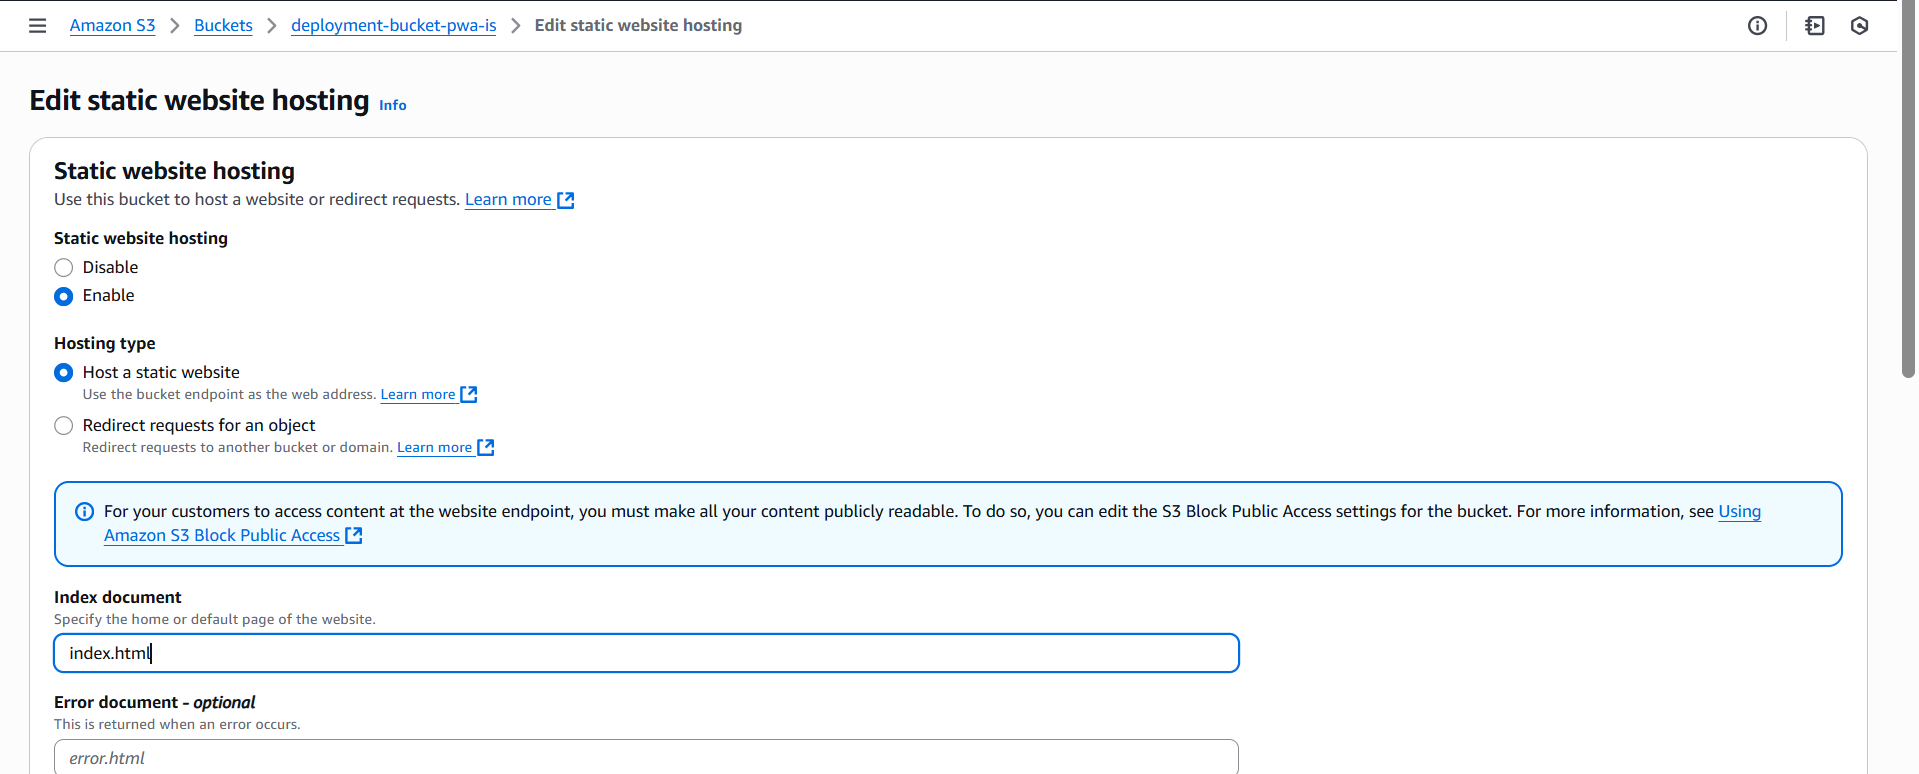 Amazon S3 > Buckets > deployment-bucket-pwa-is > Edit static website hosting
Edit static website hosting Info
Static website hosting
Use this bucket to host a website or redirect requests. Learn more
Static website hosting
Disable
Enable
Hosting type
Host a static website
Use the bucket endpoint as the web address. Learn more
Redirect requests for an object
Redirect requests to another bucket or domain. Learn more
For your customers to access content at the website endpoint, you must make all your content publicly readable. To do so, you can edit the S3 Block Public Access settings for the bucket. For more information, see Using
Amazon S3 Block Public Access
Index document
Specify the home or default page of the website.
index.html
Error document - optional
This is returned when an error occurs.
error.html